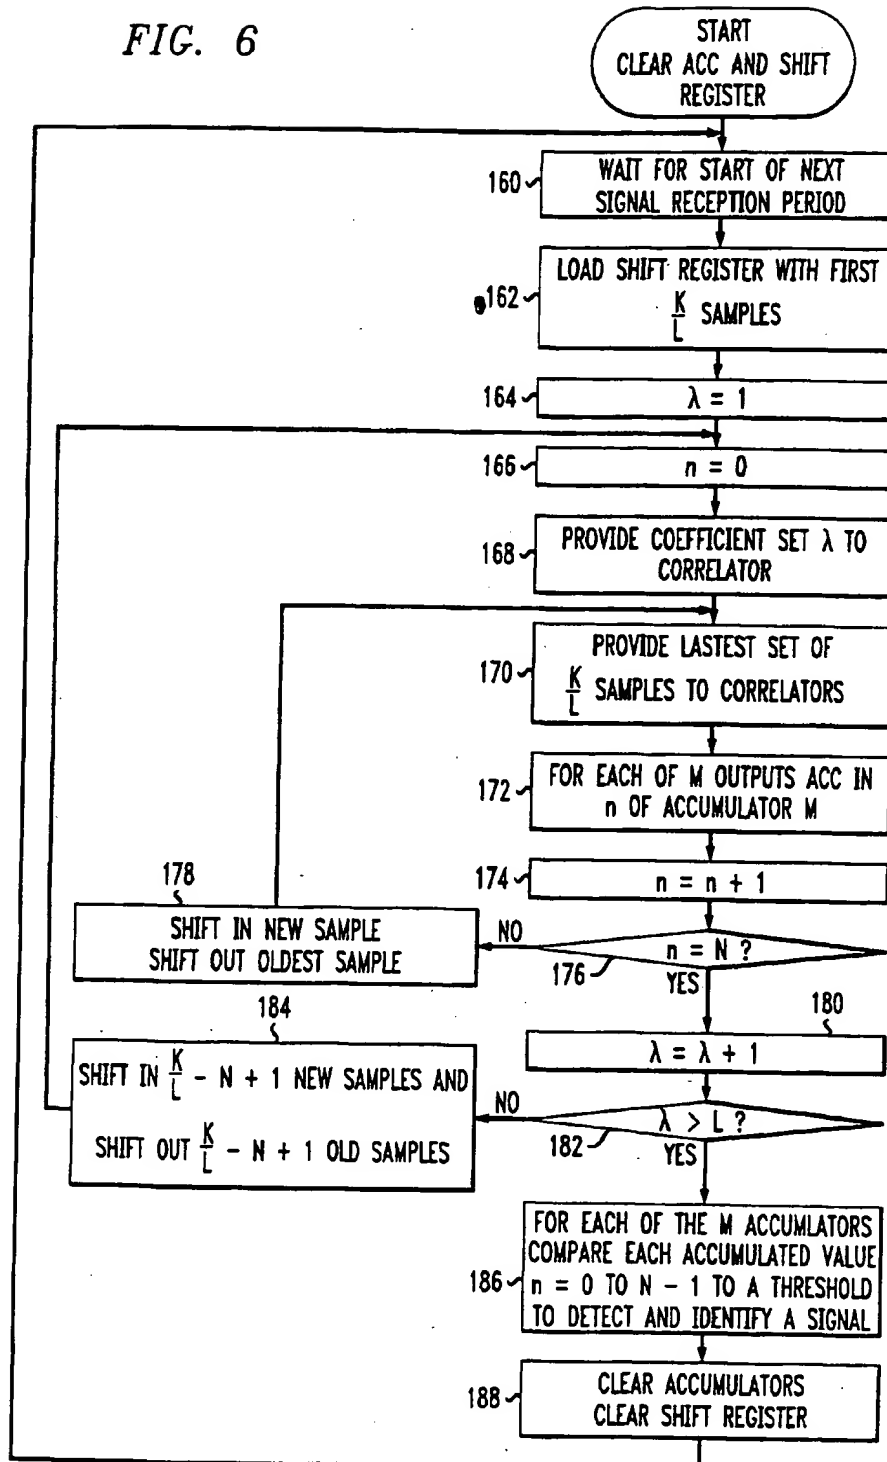 FIG. 6
START
CLEAR ACC AND SHIFT
REGISTER
160
WAIT FOR START OF NEXT
SIGNAL RECEPTION PERIOD
LOAD SHIFT REGISTER WITH FIRST
162
K/L SAMPLES
164
λ = 1
166
n = 0
168
PROVIDE COEFFICIENT SET λ TO
CORRELATOR
PROVIDE LASTEST SET OF
170
K/L SAMPLES TO CORRELATORS
172
FOR EACH OF M OUTPUTS ACC IN
n OF ACCUMULATOR M
174
n = n + 1
178
SHIFT IN NEW SAMPLE
SHIFT OUT OLDEST SAMPLE
NO
n = N ?
176
YES
180
λ = λ + 1
184
SHIFT IN K/L - N + 1 NEW SAMPLES AND
SHIFT OUT K/L - N + 1 OLD SAMPLES
NO
λ > L ?
182
YES
FOR EACH OF THE M ACCUMLATORS
COMPARE EACH ACCUMULATED VALUE
186
n = 0 TO N - 1 TO A THRESHOLD
TO DETECT AND IDENTIFY A SIGNAL
188
CLEAR ACCUMULATORS
CLEAR SHIFT REGISTER